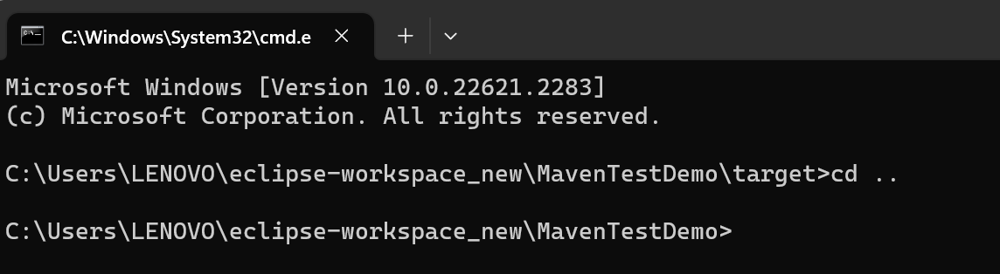 C:\Windows\System32\cmd.e
Microsoft Windows [Version 10.0.22621.2283]
(c) Microsoft Corporation. All rights reserved.
C:\Users\LENOVO\eclipse-workspace_new\MavenTestDemo\target>cd ..
C:\Users\LENOVO\eclipse-workspace_new\MavenTestDemo>